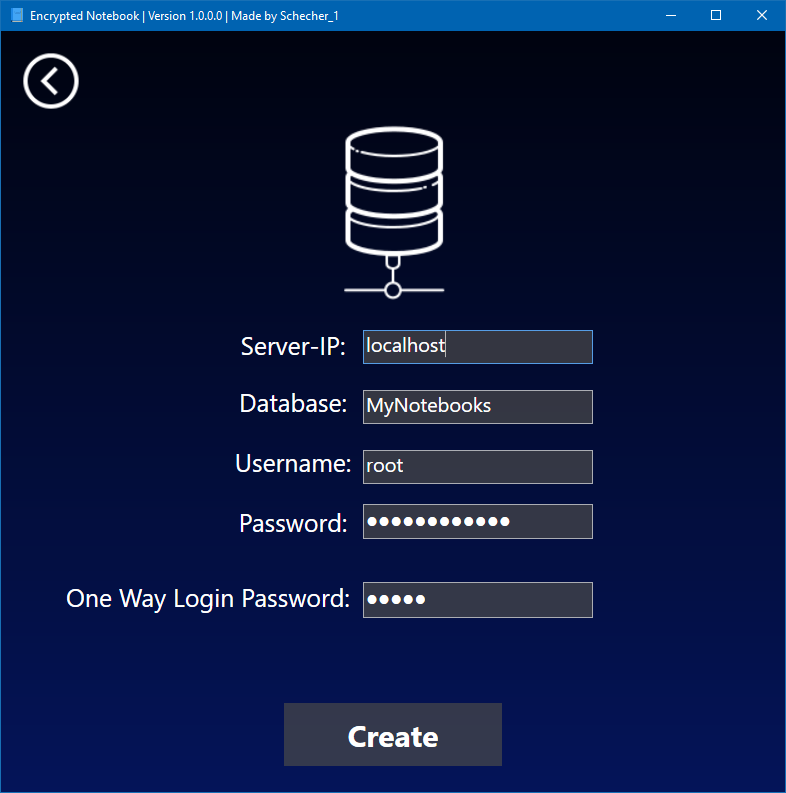 Encrypted Notebook | Version 1.0.0.0 | Made by Schecher_1
Server-IP: localhost
Database: MyNotebooks
Username: root
Password: ●●●●●●●●●●●●
One Way Login Password: ●●●●●
Create